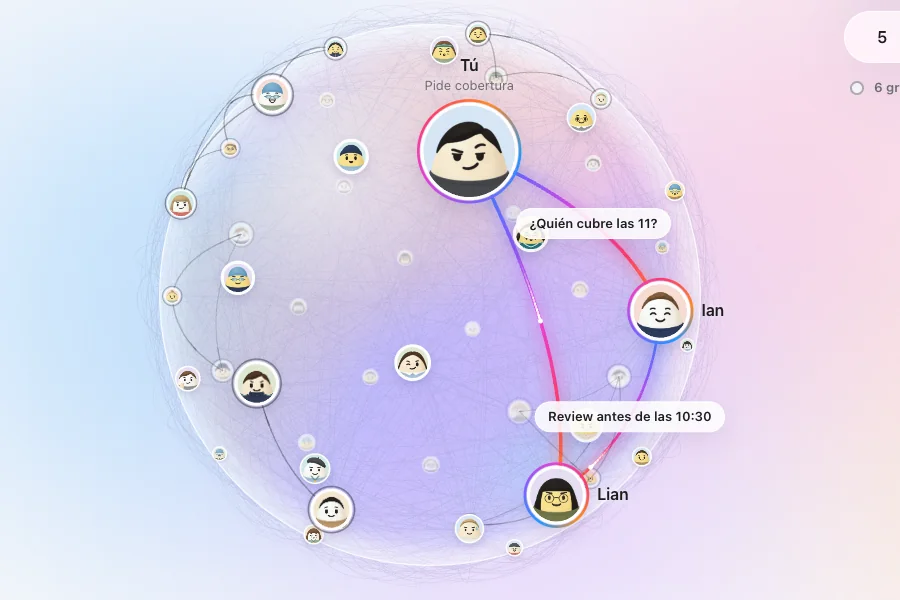 5
6 gr
Tú
Pide cobertura
¿Quién cubre las 11?
Ian
Review antes de las 10:30
Lian